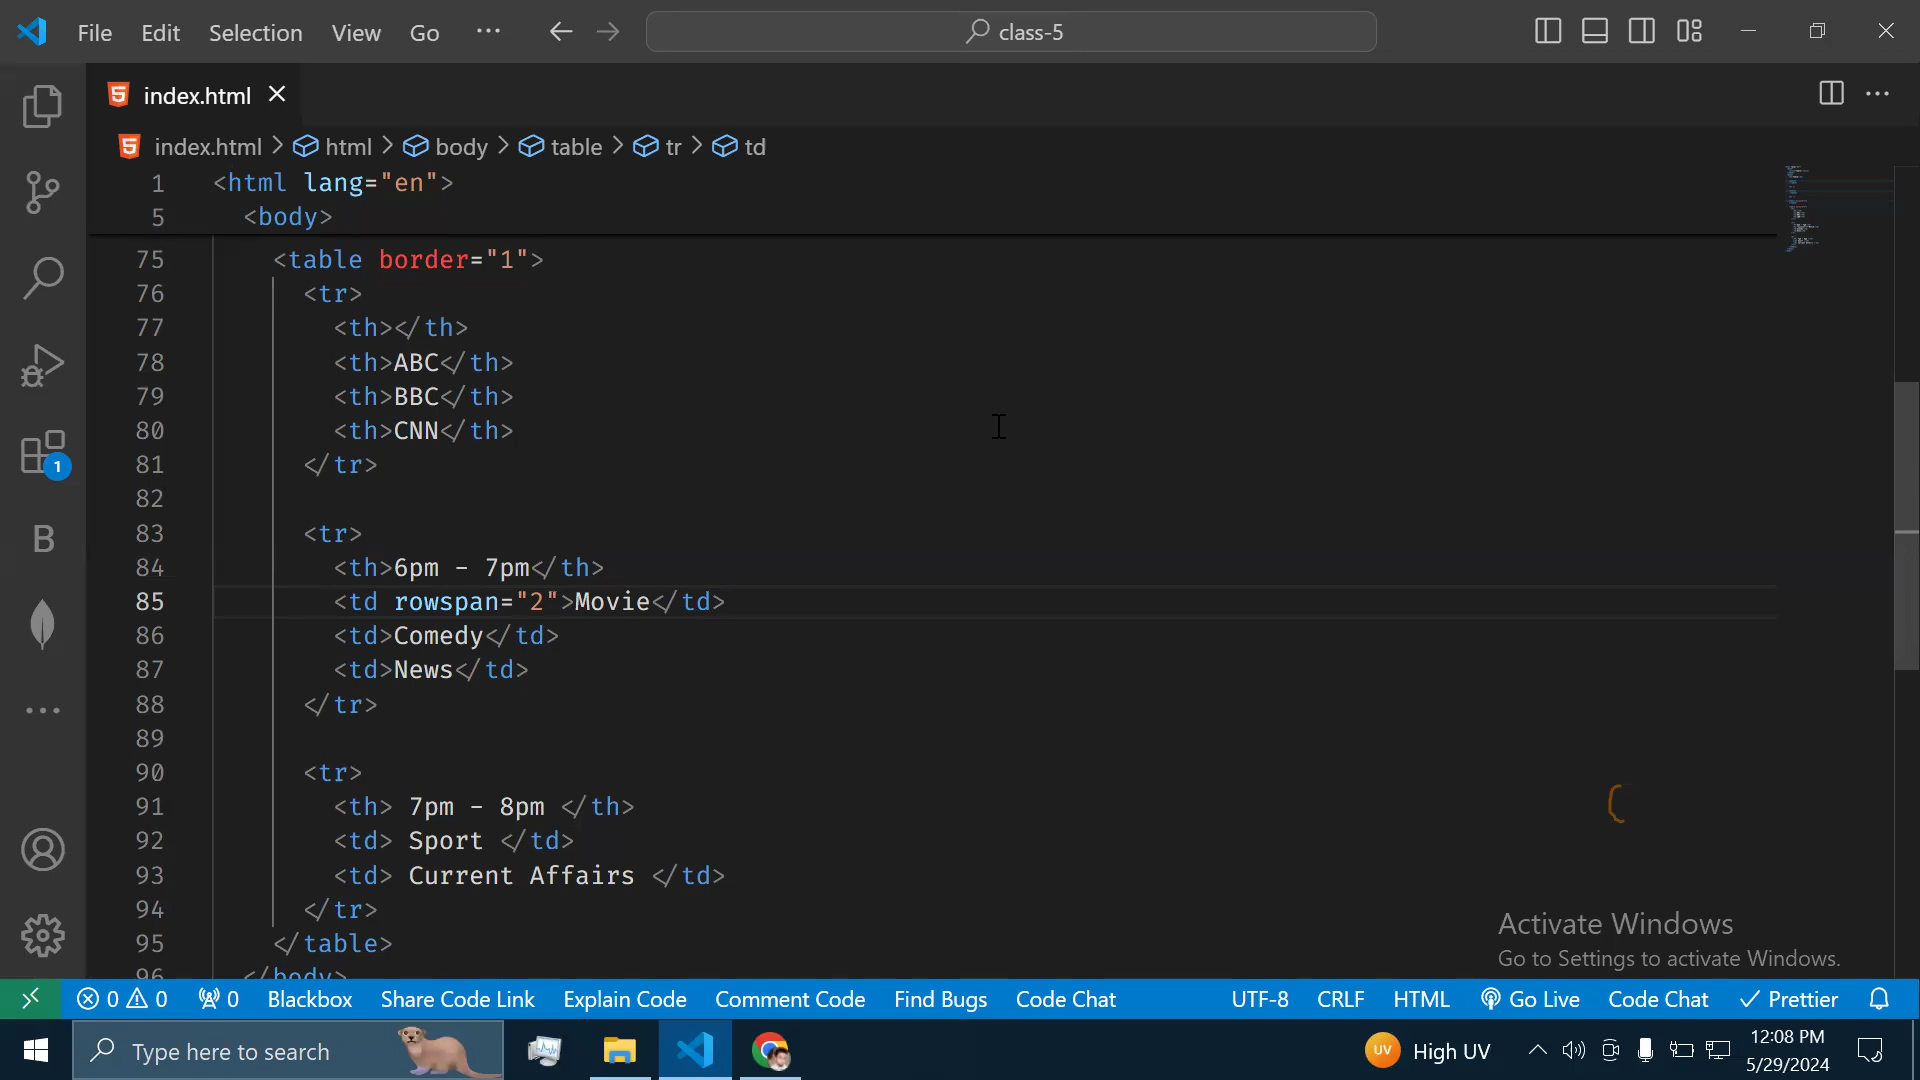 File Edit Selection View Go ··· class-5
index.html
index.html > html > body > table > tr > td
1 <html lang="en">
5 <body>
75 <table border="1">
76 <tr>
77 <th></th>
78 <th>ABC</th>
79 <th>BBC</th>
80 <th>CNN</th>
81 </tr>
82
83 <tr>
84 <th>6pm - 7pm</th>
85 <td rowspan="2">Movie</td>
86 <td>Comedy</td>
87 <td>News</td>
88 </tr>
89
90 <tr>
91 <th> 7pm - 8pm </th>
92 <td> Sport </td>
93 <td> Current Affairs </td>
94 </tr>
95 </table>
96 </body>
1
B
Activate Windows
Go to Settings to activate Windows.
0 0 0 Blackbox Share Code Link Explain Code Comment Code Find Bugs Code Chat UTF-8 CRLF HTML Go Live Code Chat Prettier
Type here to search UV High UV 12:08 PM
5/29/2024